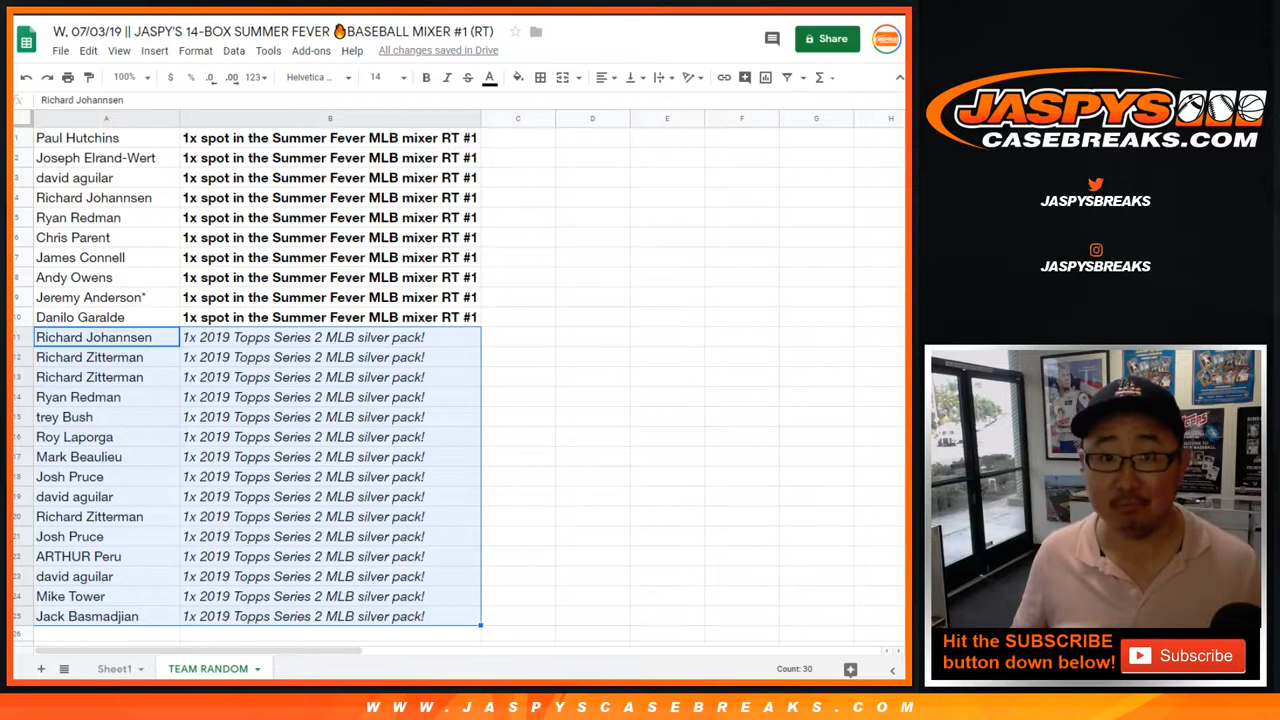 W, 07/03/19 || JASPY'S 14-BOX SUMMER FEVER 🔥BASEBALL MIXER #1 (RT)
File Edit View Insert Format Data Tools Add-ons Help All changes saved in Drive
Share
100% $ % .0 .00 123 Helvetica ... 14 B I S A
fx Richard Johannsen
A B C D E F G H
1 Paul Hutchins 1x spot in the Summer Fever MLB mixer RT #1
2 Joseph Elrand-Wert 1x spot in the Summer Fever MLB mixer RT #1
3 david aguilar 1x spot in the Summer Fever MLB mixer RT #1
4 Richard Johannsen 1x spot in the Summer Fever MLB mixer RT #1
5 Ryan Redman 1x spot in the Summer Fever MLB mixer RT #1
6 Chris Parent 1x spot in the Summer Fever MLB mixer RT #1
7 James Connell 1x spot in the Summer Fever MLB mixer RT #1
8 Andy Owens 1x spot in the Summer Fever MLB mixer RT #1
9 Jeremy Anderson* 1x spot in the Summer Fever MLB mixer RT #1
10 Danilo Garalde 1x spot in the Summer Fever MLB mixer RT #1
11 Richard Johannsen 1x 2019 Topps Series 2 MLB silver pack!
12 Richard Zitterman 1x 2019 Topps Series 2 MLB silver pack!
13 Richard Zitterman 1x 2019 Topps Series 2 MLB silver pack!
14 Ryan Redman 1x 2019 Topps Series 2 MLB silver pack!
15 trey Bush 1x 2019 Topps Series 2 MLB silver pack!
16 Roy Laporga 1x 2019 Topps Series 2 MLB silver pack!
17 Mark Beaulieu 1x 2019 Topps Series 2 MLB silver pack!
18 Josh Pruce 1x 2019 Topps Series 2 MLB silver pack!
19 david aguilar 1x 2019 Topps Series 2 MLB silver pack!
20 Richard Zitterman 1x 2019 Topps Series 2 MLB silver pack!
21 Josh Pruce 1x 2019 Topps Series 2 MLB silver pack!
22 ARTHUR Peru 1x 2019 Topps Series 2 MLB silver pack!
23 david aguilar 1x 2019 Topps Series 2 MLB silver pack!
24 Mike Tower 1x 2019 Topps Series 2 MLB silver pack!
25 Jack Basmadjian 1x 2019 Topps Series 2 MLB silver pack!
26
Sheet1 TEAM RANDOM Count: 30
JASPYS
CASEBREAKS.COM
JASPYSBREAKS
JASPYSBREAKS
Hit the SUBSCRIBE
button down below!
Subscribe
WWW.JASPYSCASEBREAKS.COM